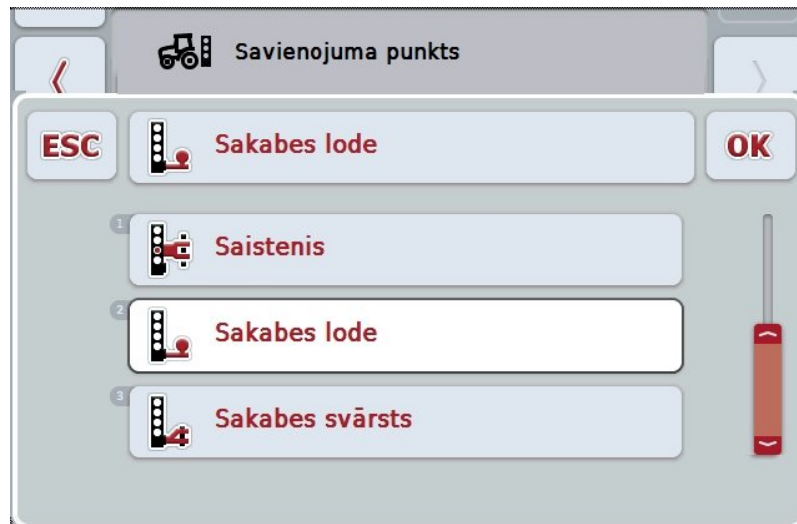 Savienojuma punkts
ESC
Sakabes lode
OK
1
Saistenis
2
Sakabes lode
3
Sakabes svārsts